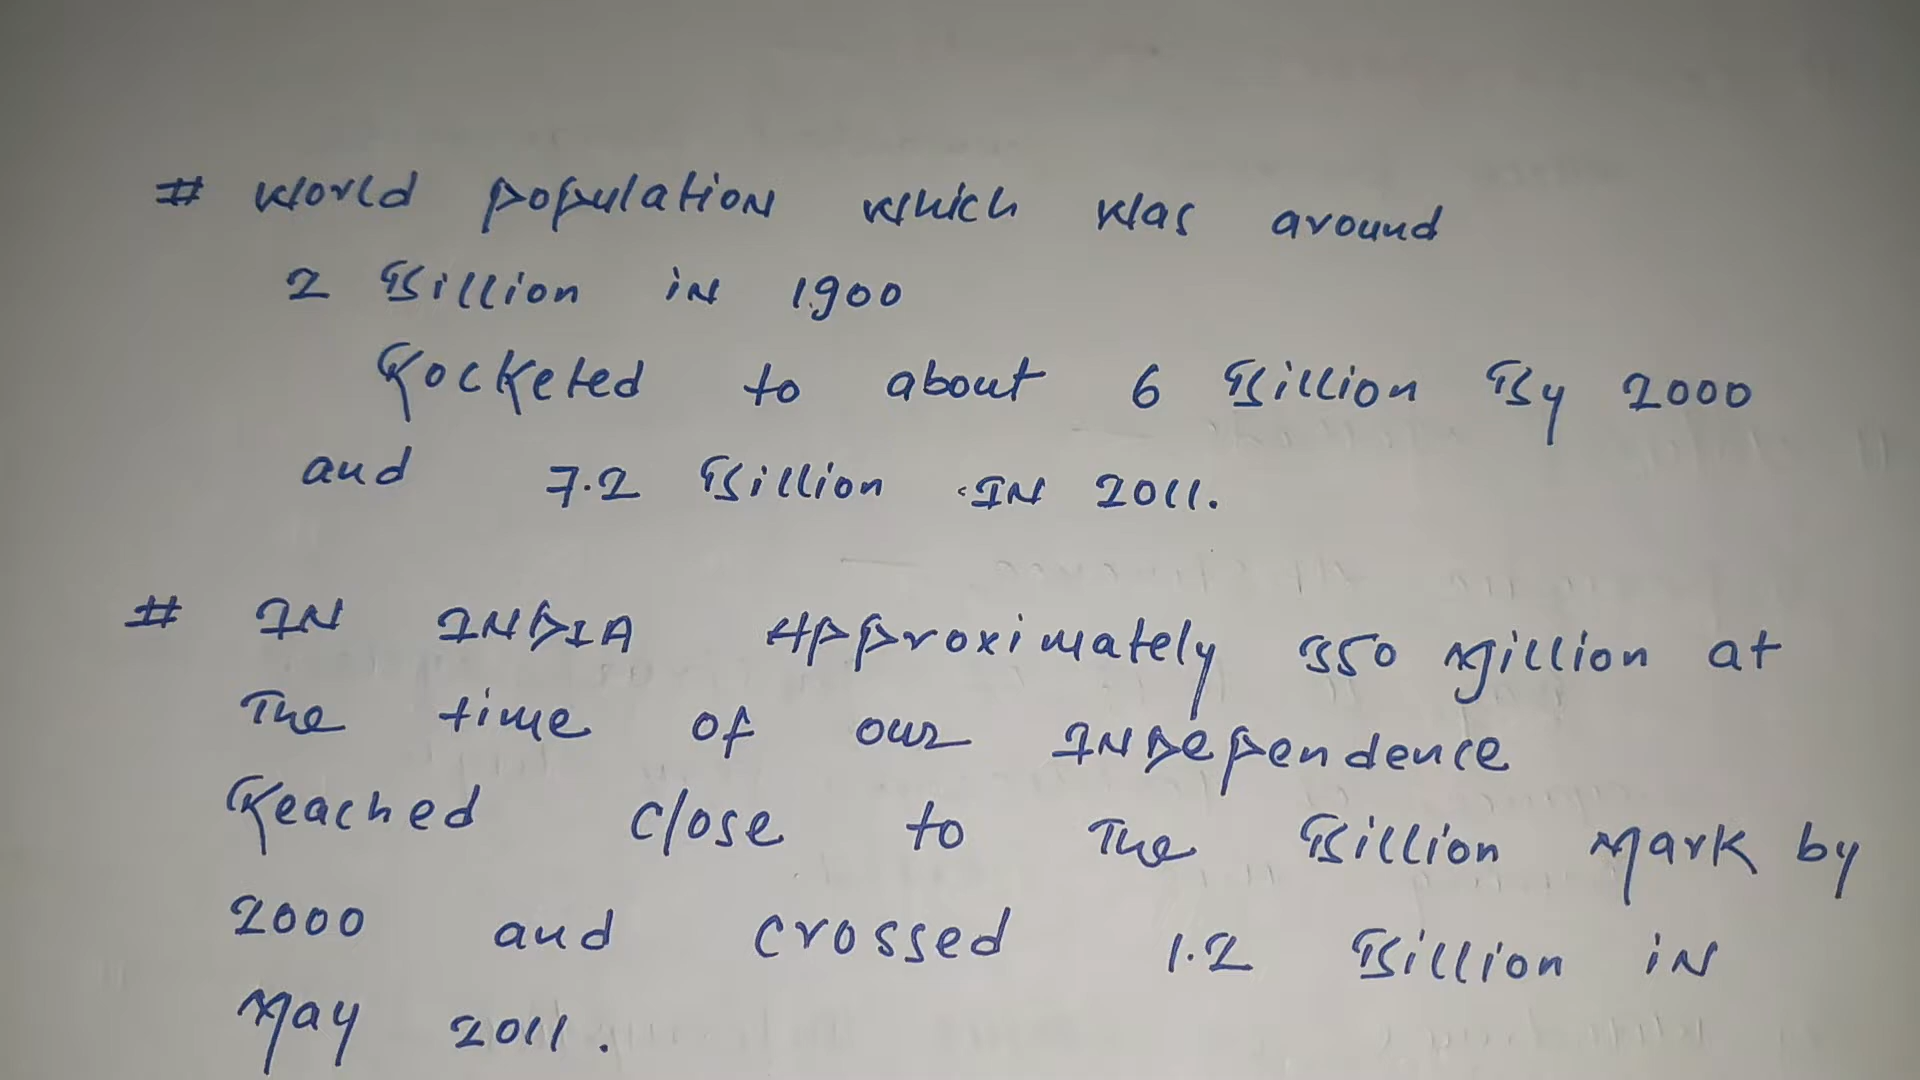 # World population which was around
2 Billion in 1900
Rocketed to about 6 Billion By 2000
and 7.2 Billion IN 2011.
# IN INDIA Approximately 350 Million at
The time of our INDependence
Reached close to The Billion Mark by
2000 and crossed 1.2 Billion iN
May 2011.